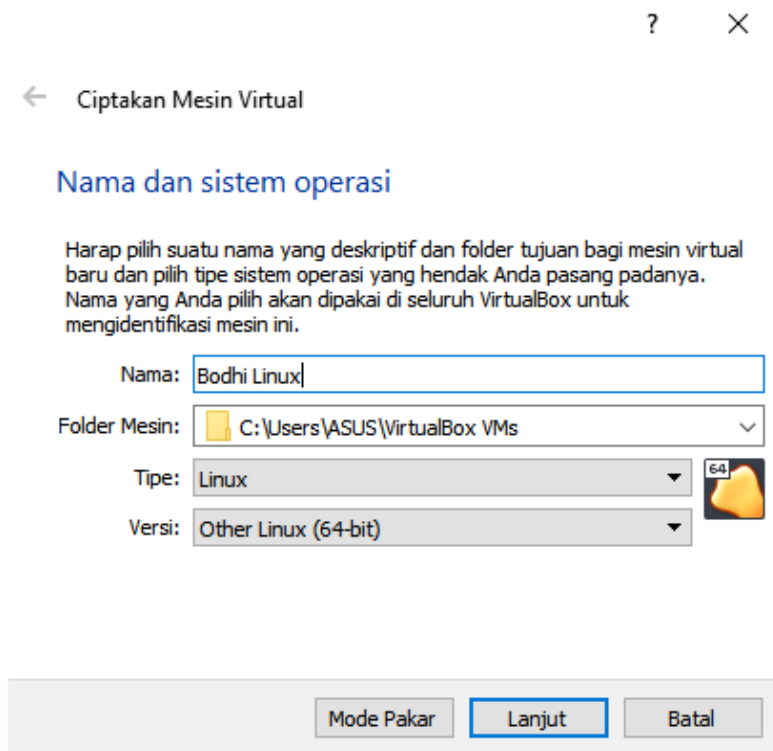 ?
Ciptakan Mesin Virtual
Nama dan sistem operasi
Harap pilih suatu nama yang deskriptif dan folder tujuan bagi mesin virtual
baru dan pilih tipe sistem operasi yang hendak Anda pasang padanya.
Nama yang Anda pilih akan dipakai di seluruh VirtualBox untuk
mengidentifikasi mesin ini.
Nama: Bodhi Linux
Folder Mesin: C:\Users\ASUS\VirtualBox VMs
Tipe: Linux
64
Versi: Other Linux (64-bit)
Mode Pakar Lanjut Batal